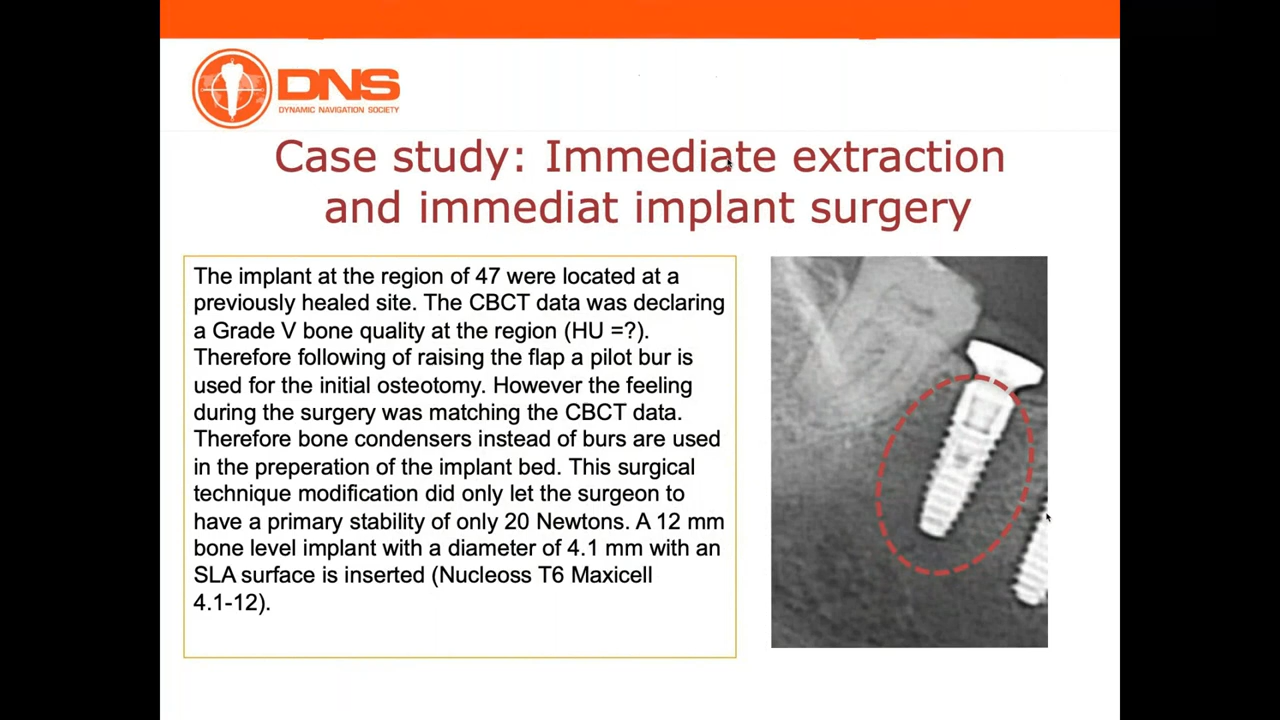 DNS
DYNAMIC NAVIGATION SOCIETY
Case study: Immediate extraction
and immediat implant surgery
The implant at the region of 47 were located at a
previously healed site. The CBCT data was declaring
a Grade V bone quality at the region (HU =?).
Therefore following of raising the flap a pilot bur is
used for the initial osteotomy. However the feeling
during the surgery was matching the CBCT data.
Therefore bone condensers instead of burs are used
in the preperation of the implant bed. This surgical
technique modification did only let the surgeon to
have a primary stability of only 20 Newtons. A 12 mm
bone level implant with a diameter of 4.1 mm with an
SLA surface is inserted (Nucleoss T6 Maxicell
4.1-12).